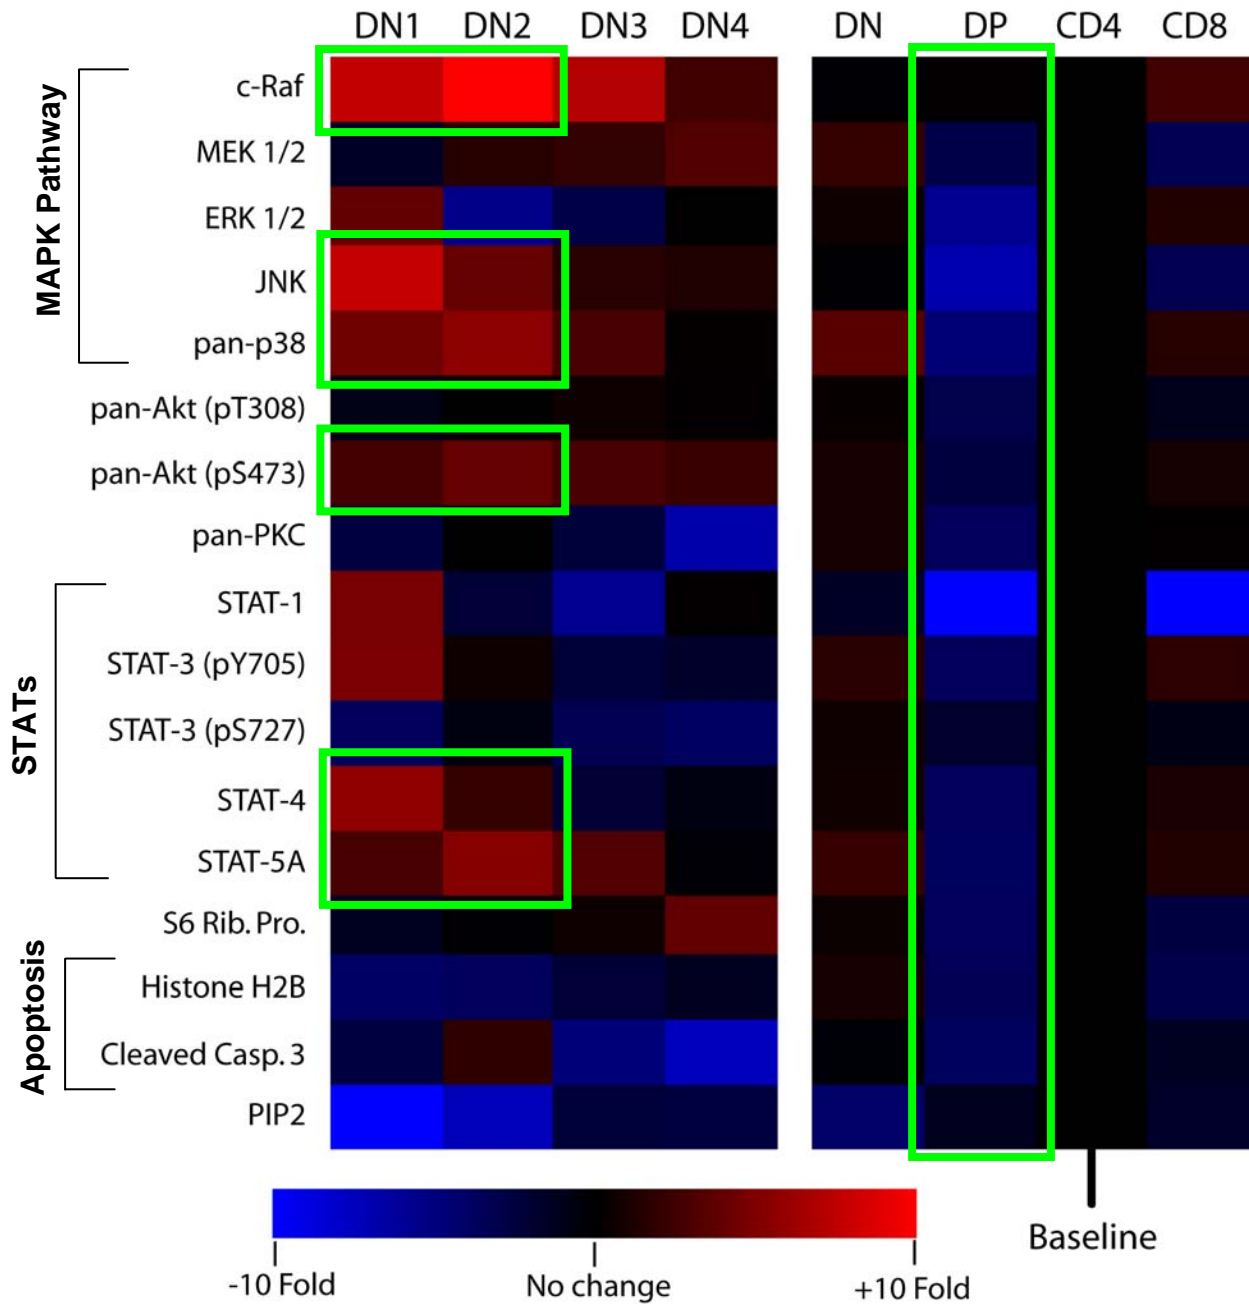 DN1 DN2 DN3 DN4 DN DP CD4 CD8
MAPK Pathway
c-Raf
MEK 1/2
ERK 1/2
JNK
pan-p38
pan-Akt (pT308)
pan-Akt (pS473)
pan-PKC
STATs
STAT-1
STAT-3 (pY705)
STAT-3 (pS727)
STAT-4
STAT-5A
S6 Rib. Pro.
Apoptosis
Histone H2B
Cleaved Casp. 3
PIP2
Baseline
-10 Fold No change +10 Fold